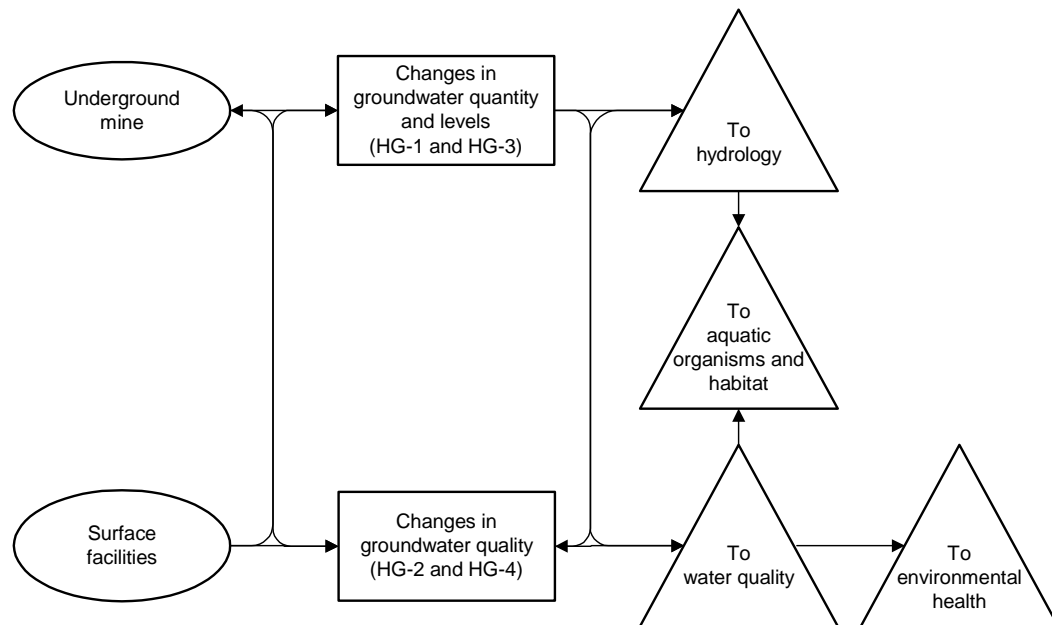 Underground
mine
Changes in
groundwater quantity
and levels
(HG-1 and HG-3)
To
hydrology
To
aquatic
organisms and
habitat
Surface
facilities
Changes in
groundwater quality
(HG-2 and HG-4)
To
water quality
To
environmental
health